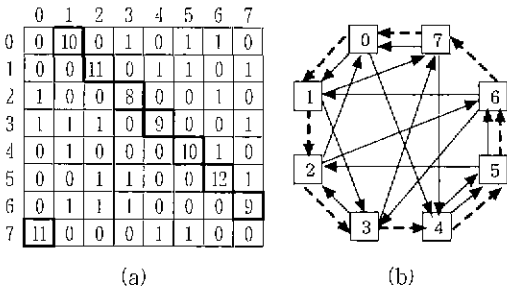 0 1 2 3 4 5 6 7
0 0 10 0 1 0 1 1 0
1 0 0 11 0 1 1 0 1
2 1 0 0 8 0 0 1 0
3 1 1 1 0 9 0 0 1
4 0 1 0 0 0 10 1 0
5 0 0 1 1 0 0 12 1
6 0 1 1 1 0 0 0 9
7 11 0 0 0 1 1 0 0
(a)
0 7
1 6
2 5
3 4
(b)